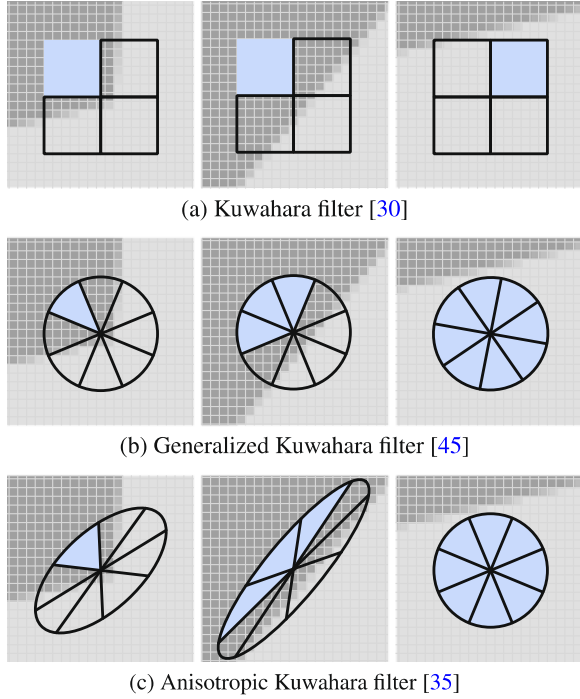 (a) Kuwahara filter [30]
(b) Generalized Kuwahara filter [45]
(c) Anisotropic Kuwahara filter [35]